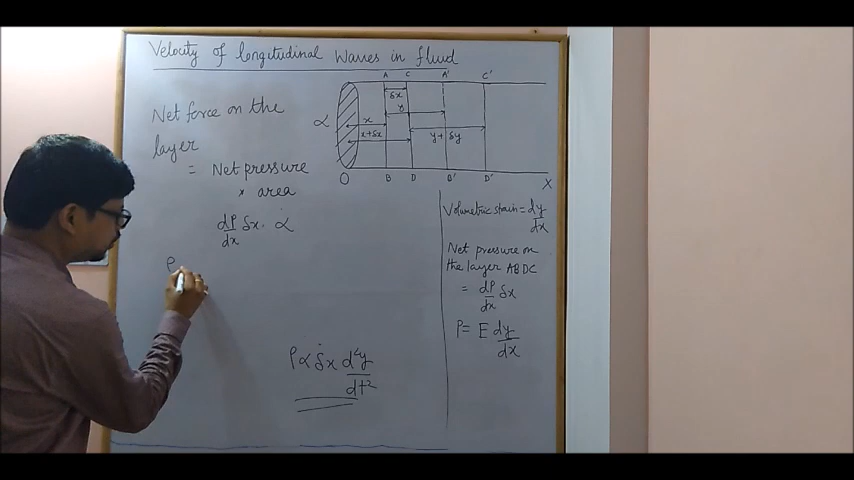 Velocity of longitudinal waves in fluid
A C A' C'
δx
y
x
x+δx
y+δy
α
O B D B' D' X
Net force on the
layer
= Net pressure
× area
dP/dx δx · α
ρ
ρ α δx d²y/dt²
Volumetric strain = dy/dx
Net pressure on
the layer ABDC
= dP/dx δx
P = E dy/dx